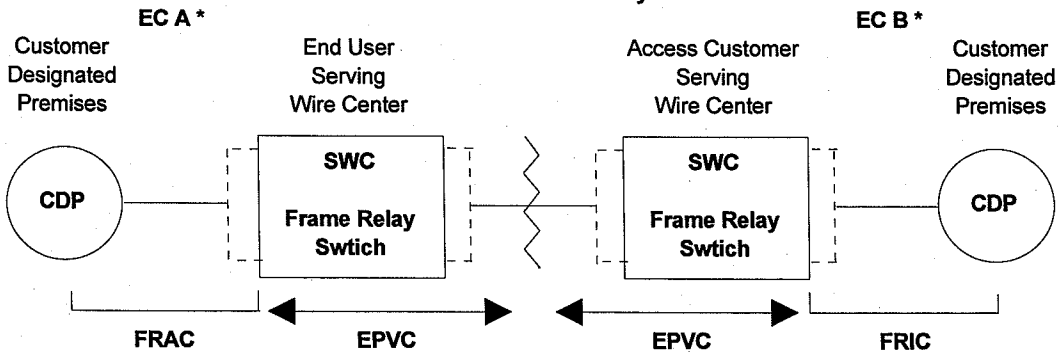 EC A *
EC B *
Customer
Designated
Premises
End User
Serving
Wire Center
Access Customer
Serving
Wire Center
Customer
Designated
Premises
CDP
SWC
Frame Relay
Swtich
SWC
Frame Relay
Swtich
CDP
FRAC
EPVC
EPVC
FRIC